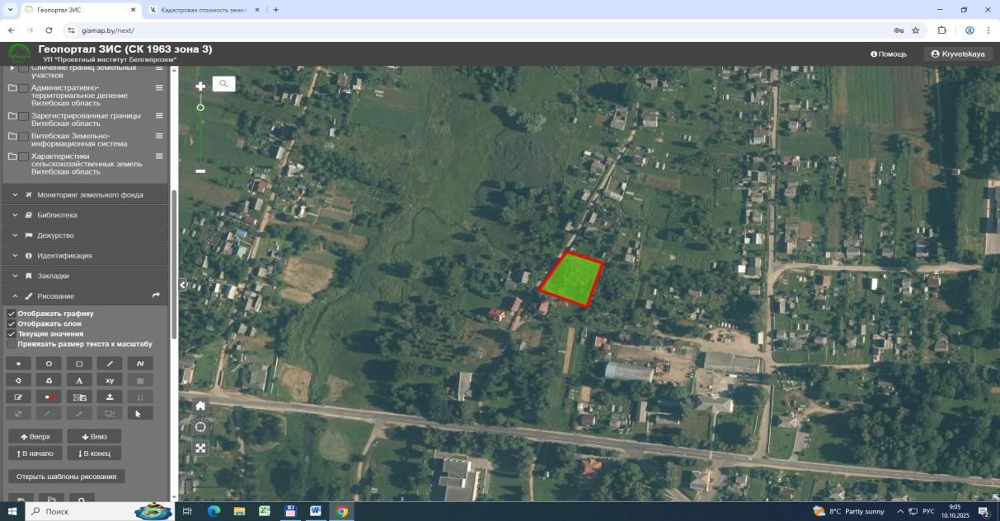 Геопортал ЗИС
Кадастровая стоимость земел
gismap.by/next/
Геопортал ЗИС (СК 1963 зона 3)
УП "Проектный институт Белгипрозем"
Помощь
Kryvetskaya
Сличение границ земельных
участков
Административно-
территориальное деление
Витебская область
Зарегистрированные границы
Витебская область
Витебская Земельно-
информационная система
Характеристики
сельскохозяйственных земель
Витебская область
Мониторинг земельного фонда
Библиотека
Дежурство
Идентификация
Закладки
Рисование
Отображать графику
Отображать слои
Текущие значения
Привязать размер текста к масштабу
A
xy
Вверх
Вниз
В начало
В конец
Открыть шаблоны рисования
Поиск
8°C Partly sunny
РУС
9:05
10.10.2025
2